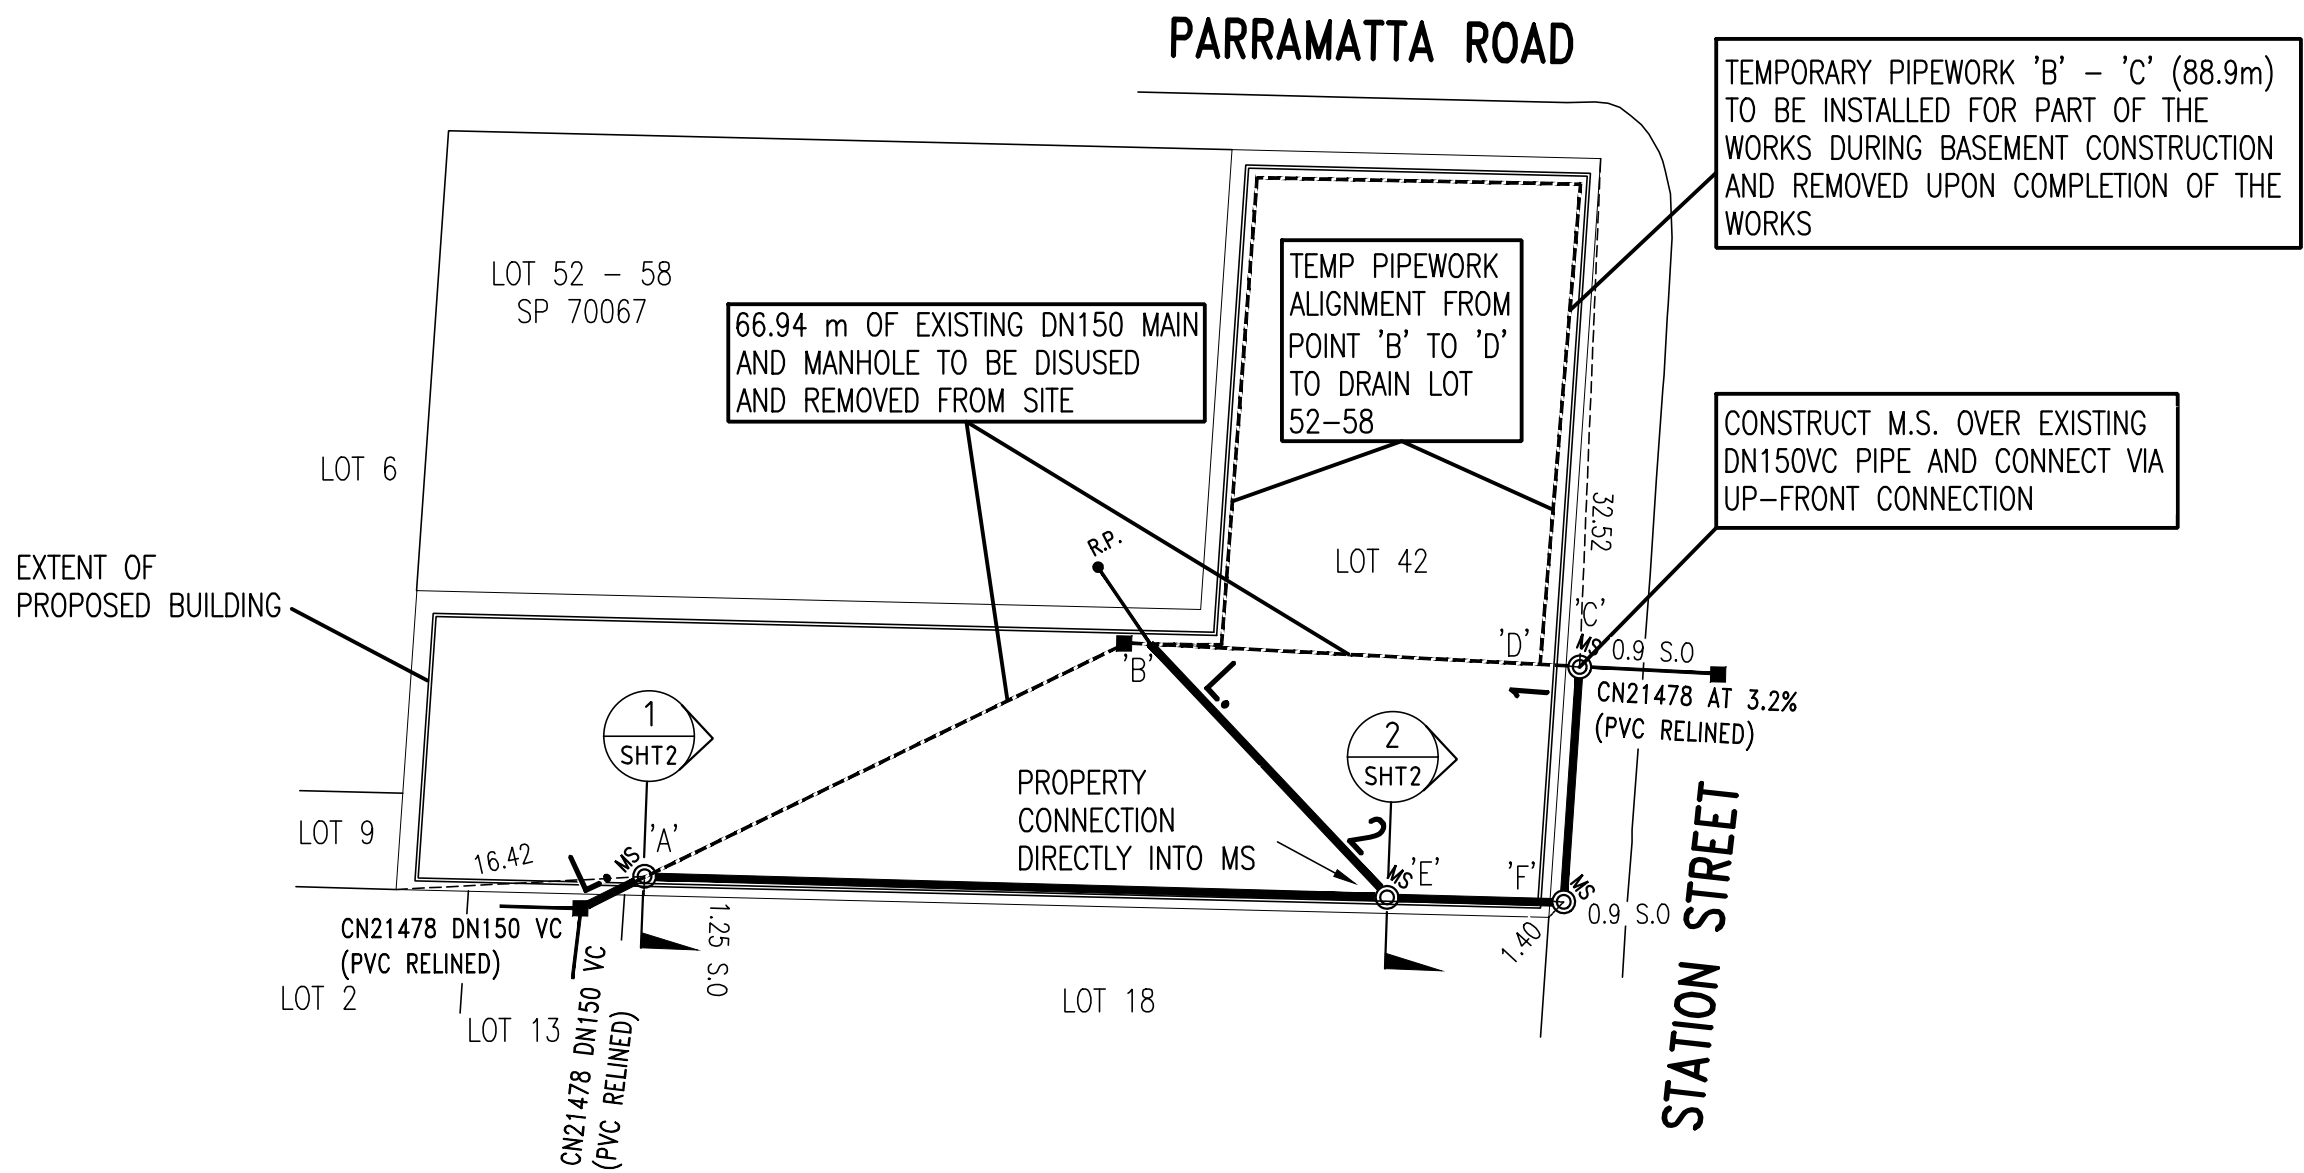 PARRAMATTA ROAD
TEMPORARY PIPEWORK 'B' – 'C' (88.9m)
TO BE INSTALLED FOR PART OF THE
WORKS DURING BASEMENT CONSTRUCTION
AND REMOVED UPON COMPLETION OF THE
WORKS
LOT 52 – 58
SP 70067
TEMP PIPEWORK
ALIGNMENT FROM
POINT 'B' TO 'D'
TO DRAIN LOT
52–58
66.94 m OF EXISTING DN150 MAIN
AND MANHOLE TO BE DISUSED
AND REMOVED FROM SITE
CONSTRUCT M.S. OVER EXISTING
DN150VC PIPE AND CONNECT VIA
UP–FRONT CONNECTION
LOT 6
32.52
R.P.
LOT 42
EXTENT OF
PROPOSED BUILDING
'C'
'D'
MS
0.9 S.O
'B'
L.
1
CN21478 AT 3.2%
(PVC RELINED)
1
SHT2
2
SHT2
PROPERTY
CONNECTION
DIRECTLY INTO MS
2
LOT 9
16.42
L.
MS
'A'
MS
'E'
'F'
MS
0.9 S.O
1.40
1.25 S.O
CN21478 DN150 VC
(PVC RELINED)
CN21478 DN150 VC
(PVC RELINED)
LOT 2
LOT 13
LOT 18
STATION STREET